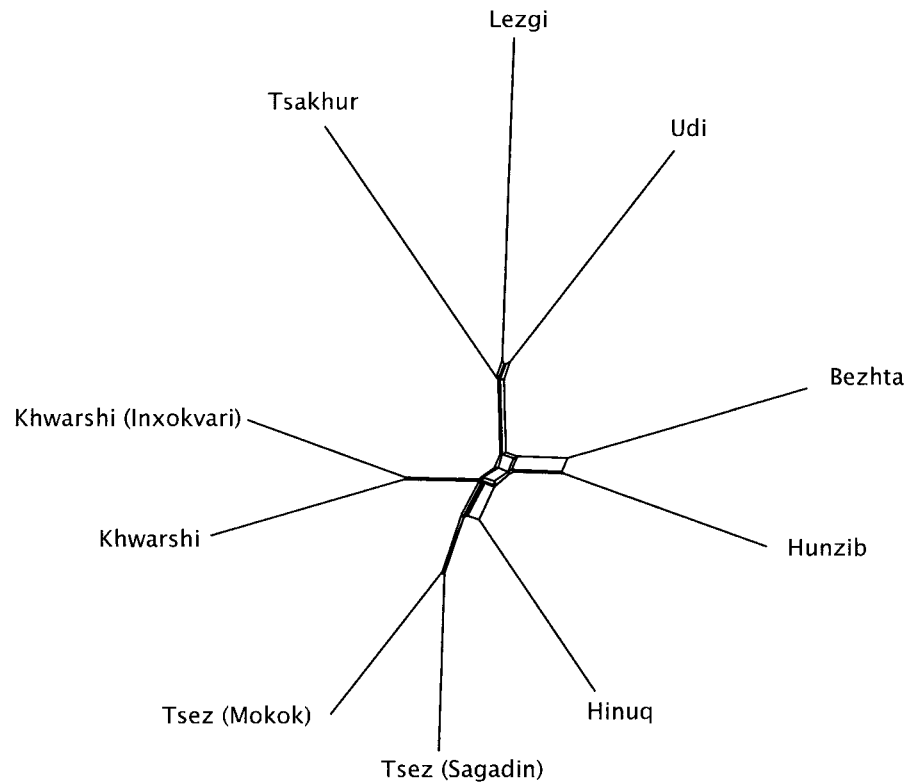 Lezgi
Tsakhur
Udi
Bezhta
Khwarshi (Inxokvari)
Khwarshi
Hunzib
Tsez (Mokok)
Hinuq
Tsez (Sagadin)